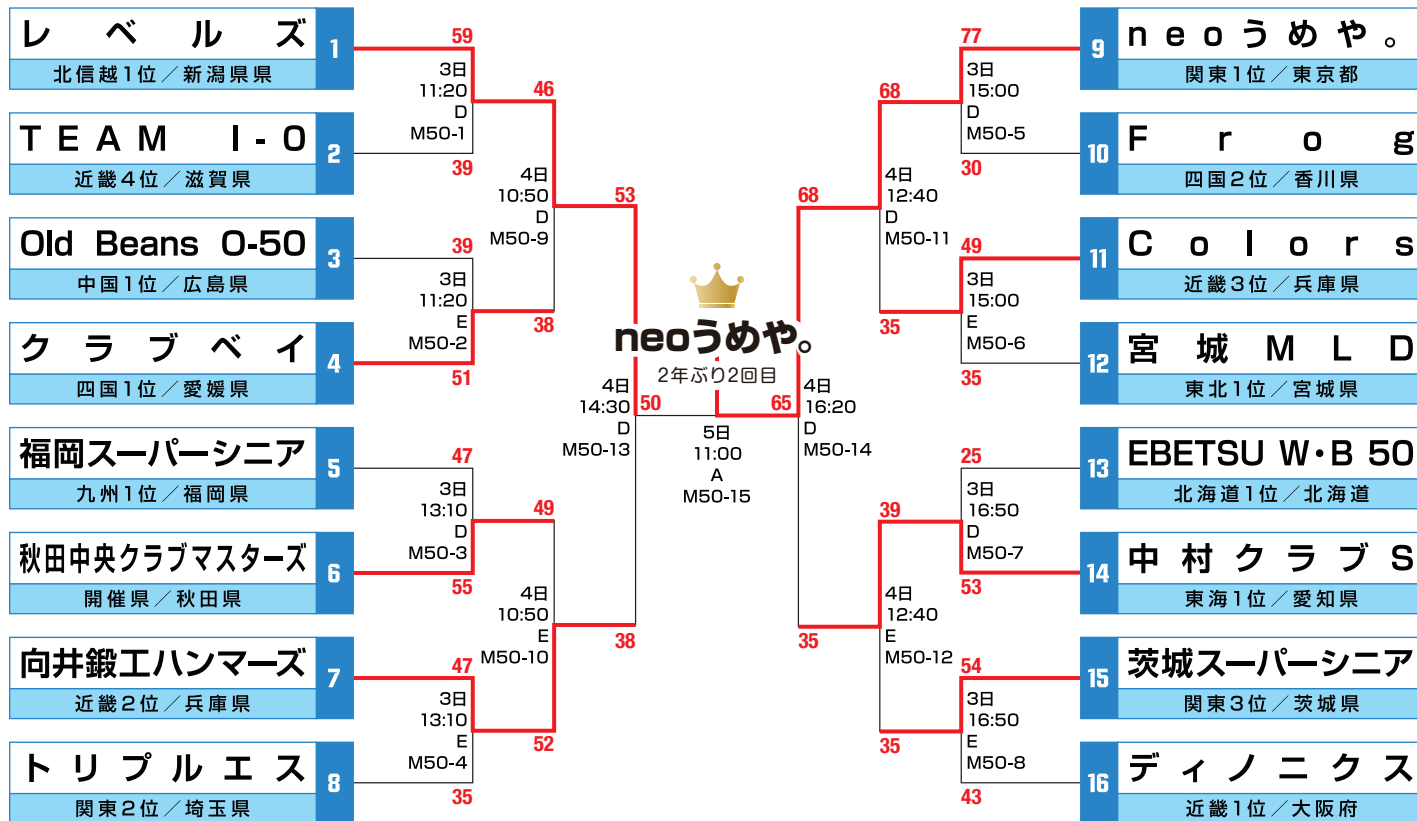 レベルズ
1
北信越1位／新潟県県
TEAM I-0
2
近畿4位／滋賀県
Old Beans O-50
3
中国1位／広島県
クラブベイ
4
四国1位／愛媛県
福岡スーパーシニア
5
九州1位／福岡県
秋田中央クラブマスターズ
6
開催県／秋田県
向井鍛工ハンマーズ
7
近畿2位／兵庫県
トリプルエス
8
関東2位／埼玉県
59
3日
11:20
D
M50-1
39
39
3日
11:20
E
M50-2
51
47
3日
13:10
D
M50-3
55
47
3日
13:10
E
M50-4
35
46
4日
10:50
D
M50-9
38
49
4日
10:50
E
M50-10
52
53
4日
14:30
D
M50-13
38
neoうめや。
2年ぶり2回目
50
65
5日
11:00
A
M50-15
68
4日
16:20
D
M50-14
35
68
4日
12:40
D
M50-11
35
39
4日
12:40
E
M50-12
35
77
3日
15:00
D
M50-5
30
49
3日
15:00
E
M50-6
35
25
3日
16:50
D
M50-7
53
54
3日
16:50
E
M50-8
43
9
neoうめや。
関東1位／東京都
10
Frog
四国2位／香川県
11
Colors
近畿3位／兵庫県
12
宮城MLD
東北1位／宮城県
13
EBETSU W・B 50
北海道1位／北海道
14
中村クラブS
東海1位／愛知県
15
茨城スーパーシニア
関東3位／茨城県
16
ディノニクス
近畿1位／大阪府